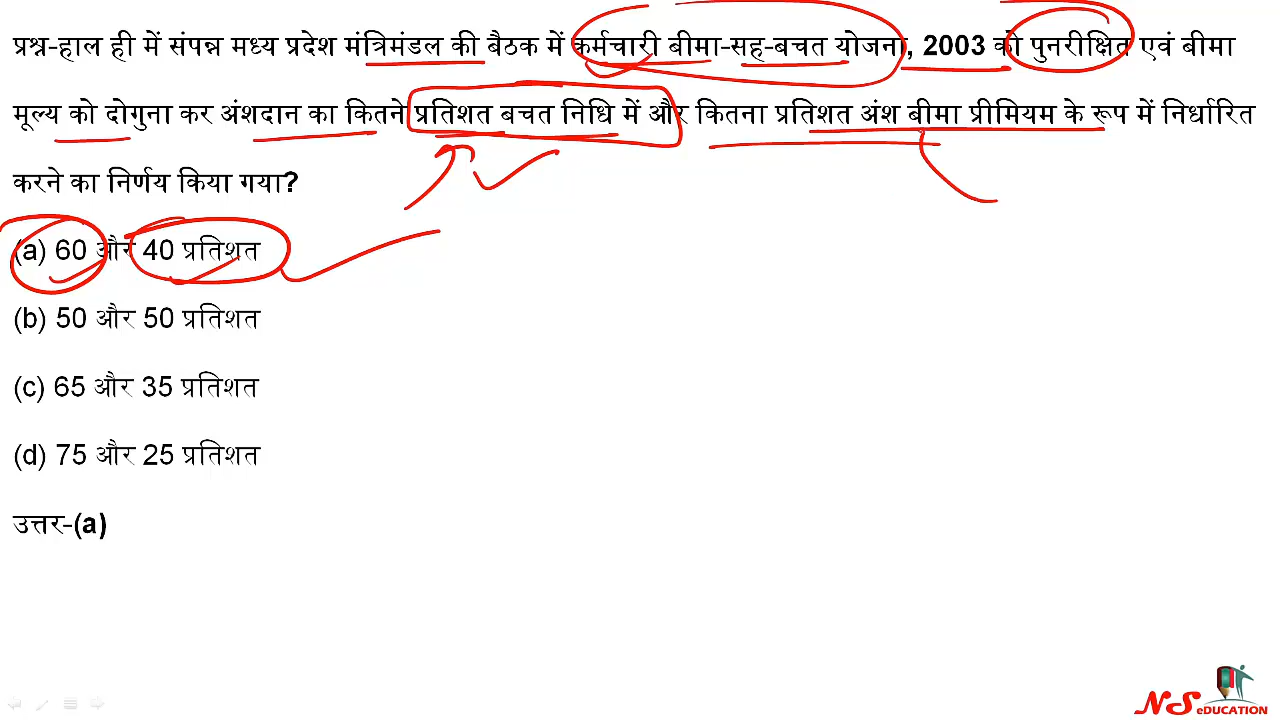 प्रश्न-हाल ही में संपन्न मध्य प्रदेश मंत्रिमंडल की बैठक में कर्मचारी बीमा-सह-बचत योजना, 2003 को पुनरीक्षित एवं बीमा
मूल्य को दोगुना कर अंशदान का कितने प्रतिशत बचत निधि में और कितना प्रतिशत अंश बीमा प्रीमियम के रूप में निर्धारित
करने का निर्णय किया गया?
(a) 60 और 40 प्रतिशत
(b) 50 और 50 प्रतिशत
(c) 65 और 35 प्रतिशत
(d) 75 और 25 प्रतिशत
उत्तर-(a)
NS eDUCATION